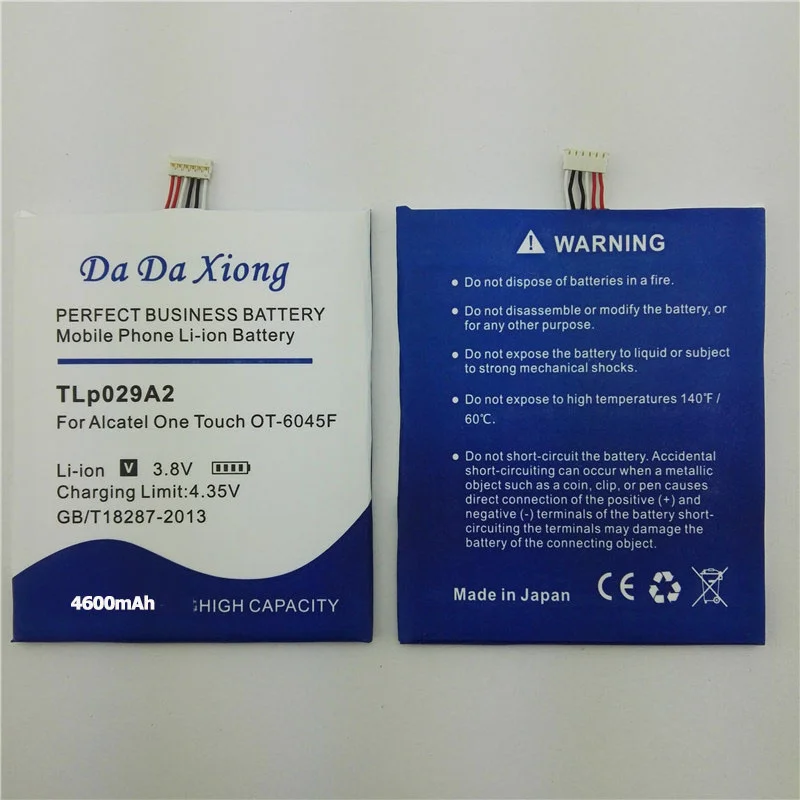 Da Da Xiong
PERFECT BUSINESS BATTERY
Mobile Phone Li-ion Battery
TLp029A2
For Alcatel One Touch OT-6045F
Li-ion V 3.8V
Charging Limit:4.35V
GB/T18287-2013
4600mAh
HIGH CAPACITY
WARNING
• Do not dispose of batteries in a fire.
• Do not disassemble or modify the battery, or
for any other purpose.
• Do not expose the battery to liquid or subject
to strong mechanical shocks.
• Do not expose to high temperatures 140℉ /
60℃.
• Do not short-circuit the battery. Accidental
short-circuiting can occur when a metallic
object such as a coin, clip, or pen causes
direct connection of the positive (+) and
negative (-) terminals of the battery short-
circuiting the terminals may damage the
battery of the connecting object.
Made in Japan
CE